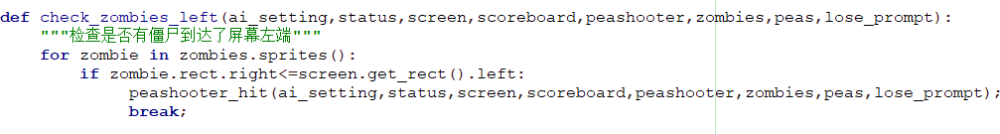 def check_zombies_left(ai_setting,status,screen,scoreboard,peashooter,zombies,peas,lose_prompt):
    """检查是否有僵尸到达了屏幕左端"""
    for zombie in zombies.sprites():
        if zombie.rect.right<=screen.get_rect().left:
             peashooter_hit(ai_setting,status,screen,scoreboard,peashooter,zombies,peas,lose_prompt);
             break;